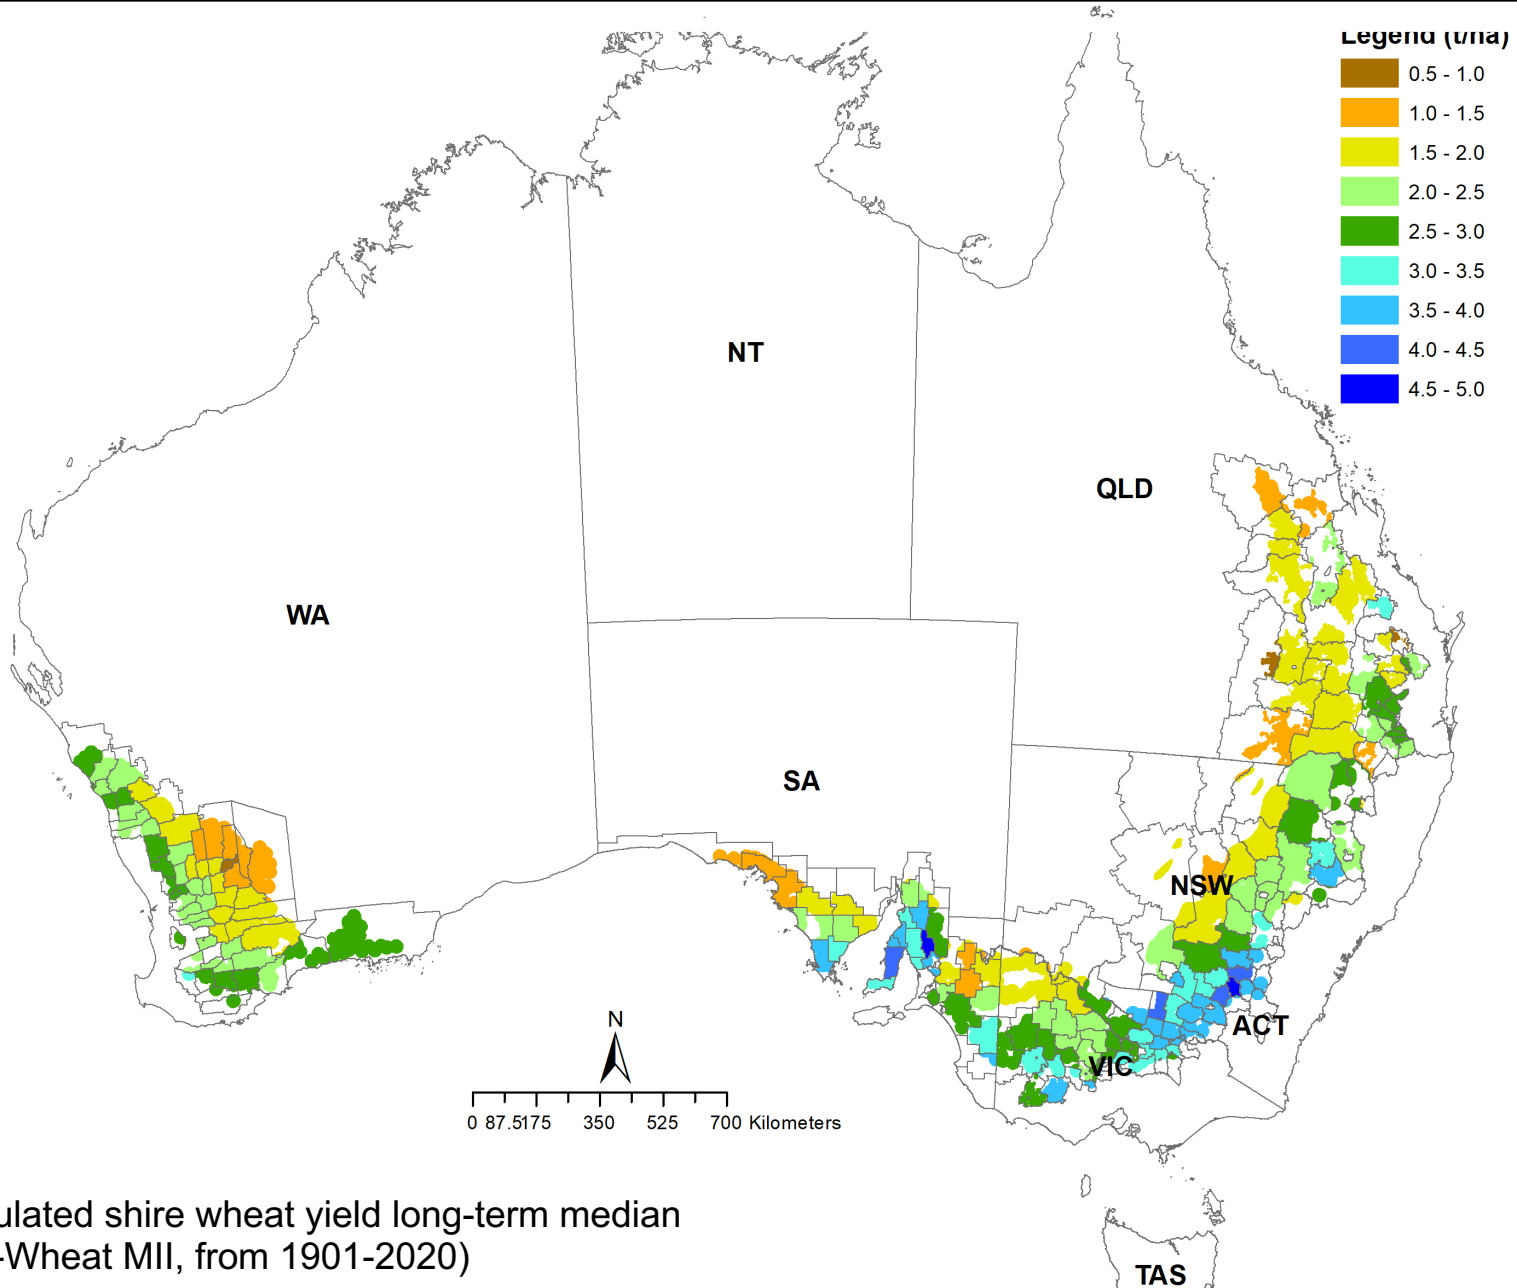 Legend (t/ha)
0.5 - 1.0
1.0 - 1.5
1.5 - 2.0
2.0 - 2.5
2.5 - 3.0
3.0 - 3.5
3.5 - 4.0
4.0 - 4.5
4.5 - 5.0
NT
QLD
WA
SA
NSW
ACT
VIC
N
0 87.5175 350 525 700 Kilometers
ulated shire wheat yield long-term median
-Wheat MII, from 1901-2020)
TAS